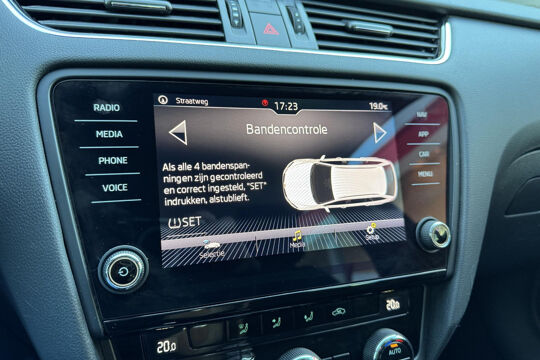 RADIO
MEDIA
PHONE
VOICE
Straatweg
17:23
19.0°C
Bandencontrole
Als alle 4 bandenspan-
ningen zijn gecontroleerd
en correct ingesteld, "SET"
indrukken, alstublieft.
SET
Selectie
Media
Setup
NAV
APP
CAR
MENU
20.0
20.0